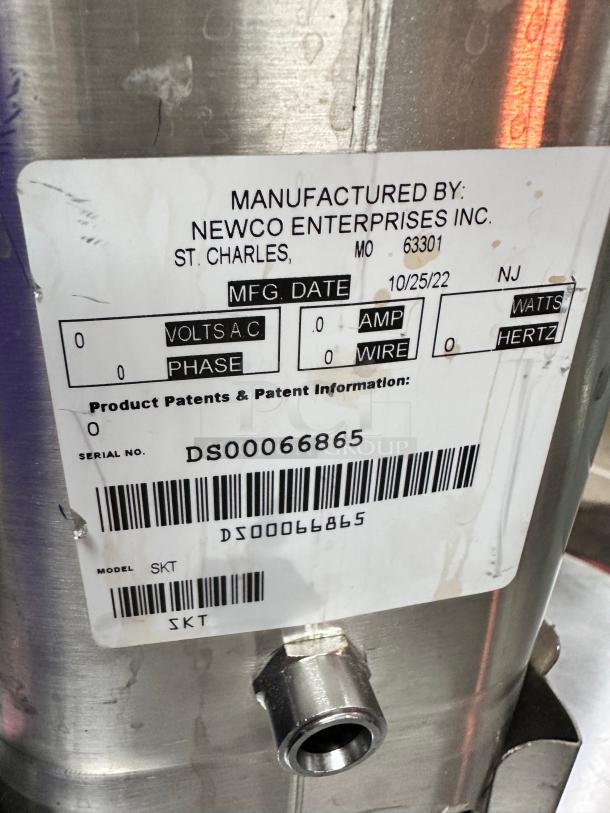 MANUFACTURED BY:
NEWCO ENTERPRISES INC.
ST. CHARLES, MO 63301
MFG. DATE 10/25/22 NJ
0 VOLTS A.C. .0 AMP WATTS
0 PHASE 0 WIRE 0 HERTZ
Product Patents & Patent Information:
0
SERIAL NO. DS00066865
DS00066865
MODEL SKT
SKT
GROUP